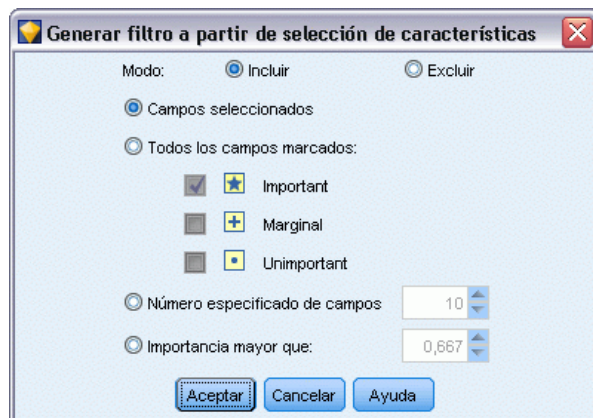 Generar filtro a partir de selección de características
Modo: Incluir Excluir
Campos seleccionados
Todos los campos marcados:
Important
Marginal
Unimportant
Número especificado de campos 10
Importancia mayor que: 0,667
Aceptar Cancelar Ayuda